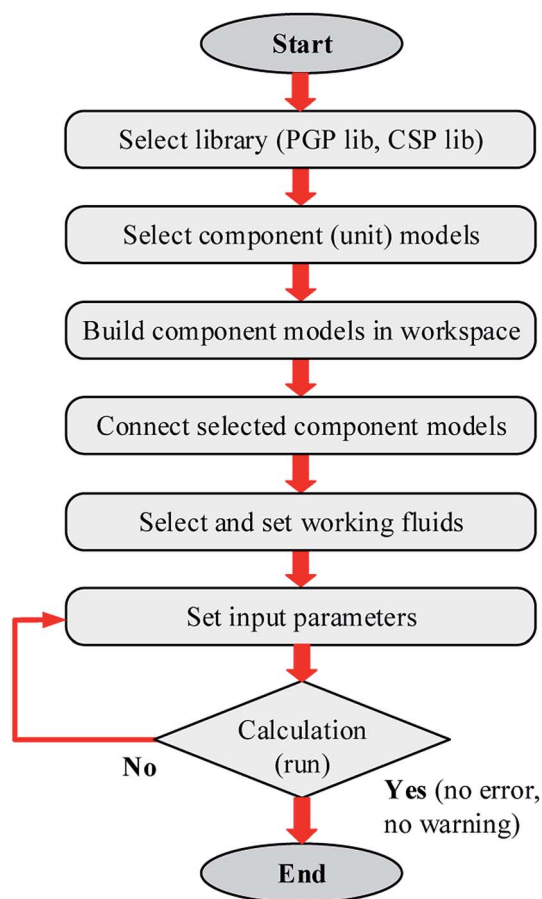 Start
Select library (PGP lib, CSP lib)
Select component (unit) models
Build component models in workspace
Connect selected component models
Select and set working fluids
Set input parameters
Calculation
(run)
No
Yes (no error,
no warning)
End